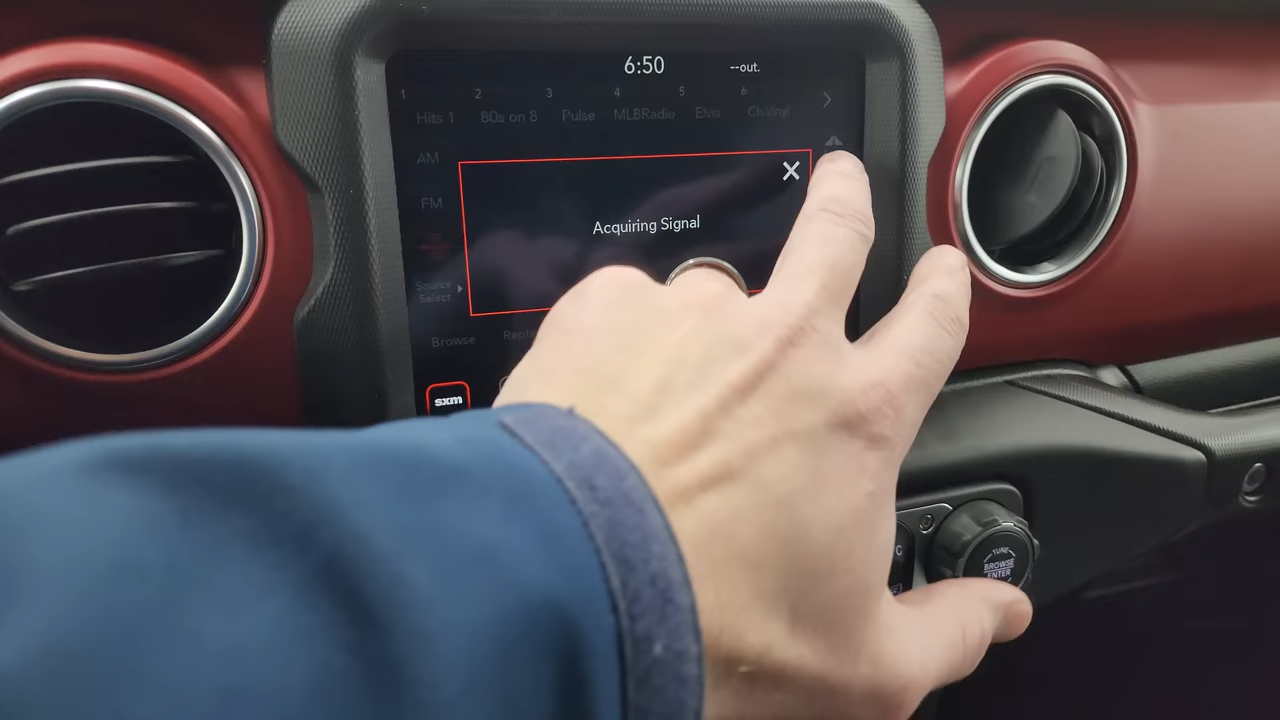 6:50 --out.
1 2 3 4 5 6
Hits 1 80s on 8 Pulse MLBRadio Elvis ClsVinyl
AM
FM
Acquiring Signal
Source
Select
Browse
sxm
C
TUNE
BROWSE
ENTER